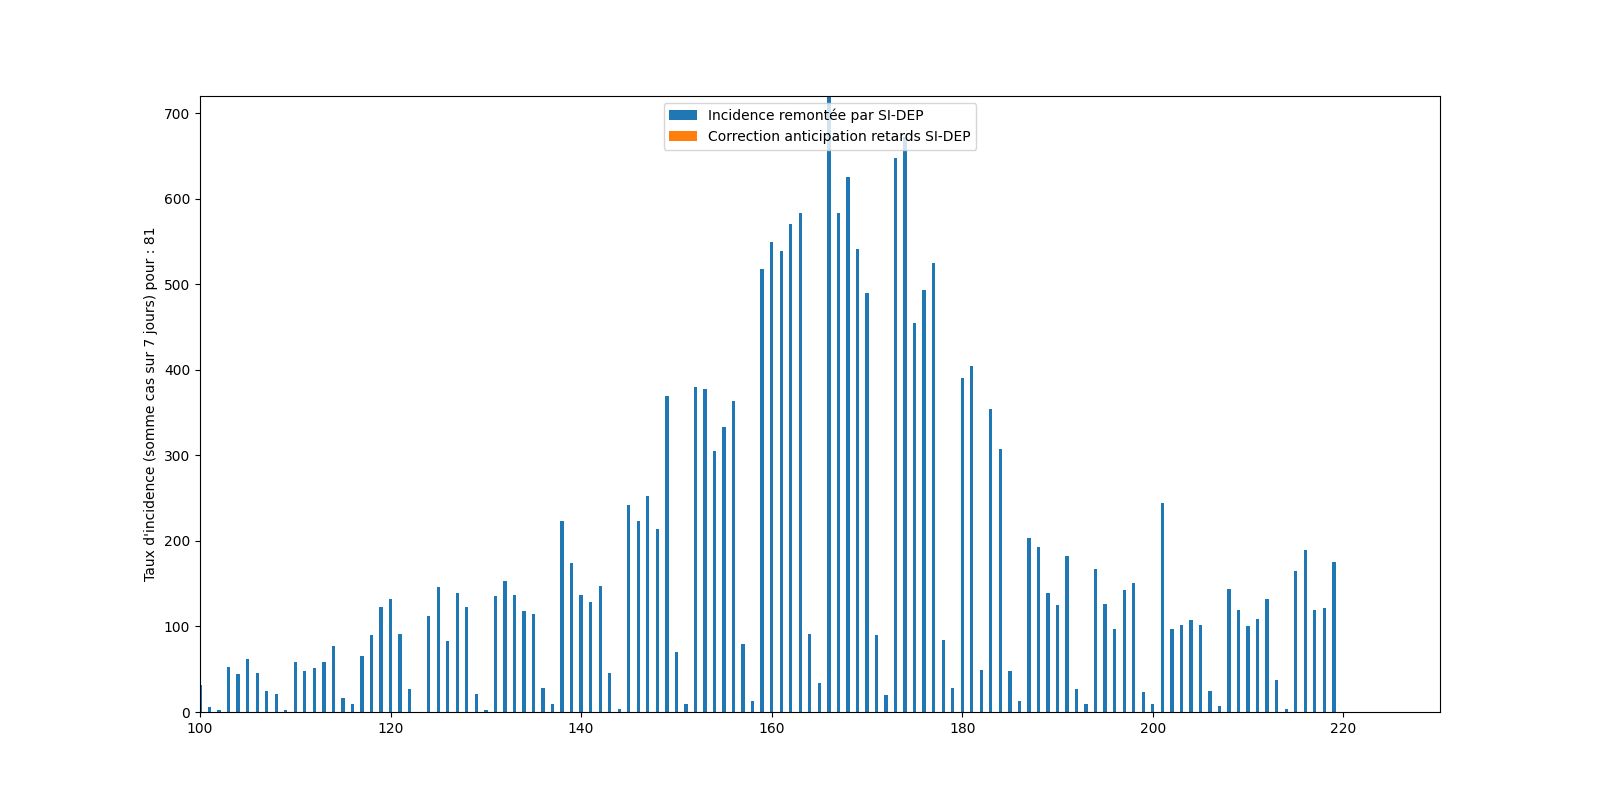 Incidence remontée par SI-DEP
Correction anticipation retards SI-DEP
Taux d'incidence (somme cas sur 7 jours) pour : 81
700
600
500
400
300
200
100
0
100 120 140 160 180 200 220